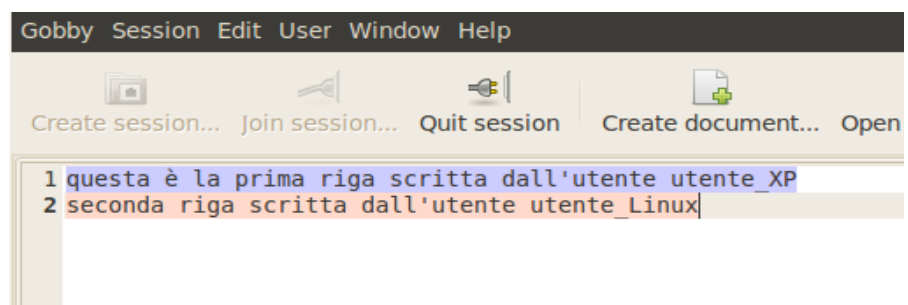 Gobby Session Edit User Window Help
Create session... Join session... Quit session Create document... Open
1 questa è la prima riga scritta dall'utente utente_XP
2 seconda riga scritta dall'utente utente_Linux